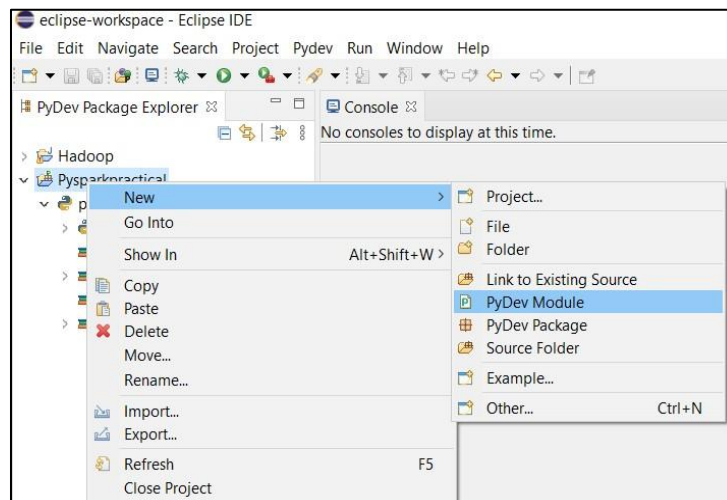 eclipse-workspace - Eclipse IDE
File Edit Navigate Search Project Pydev Run Window Help
PyDev Package Explorer
Console
No consoles to display at this time.
Hadoop
Pysparkpractical
p
New
Go Into
Show In Alt+Shift+W >
Copy
Paste
Delete
Move...
Rename...
Import...
Export...
Refresh F5
Close Project
Project...
File
Folder
Link to Existing Source
PyDev Module
PyDev Package
Source Folder
Example...
Other... Ctrl+N